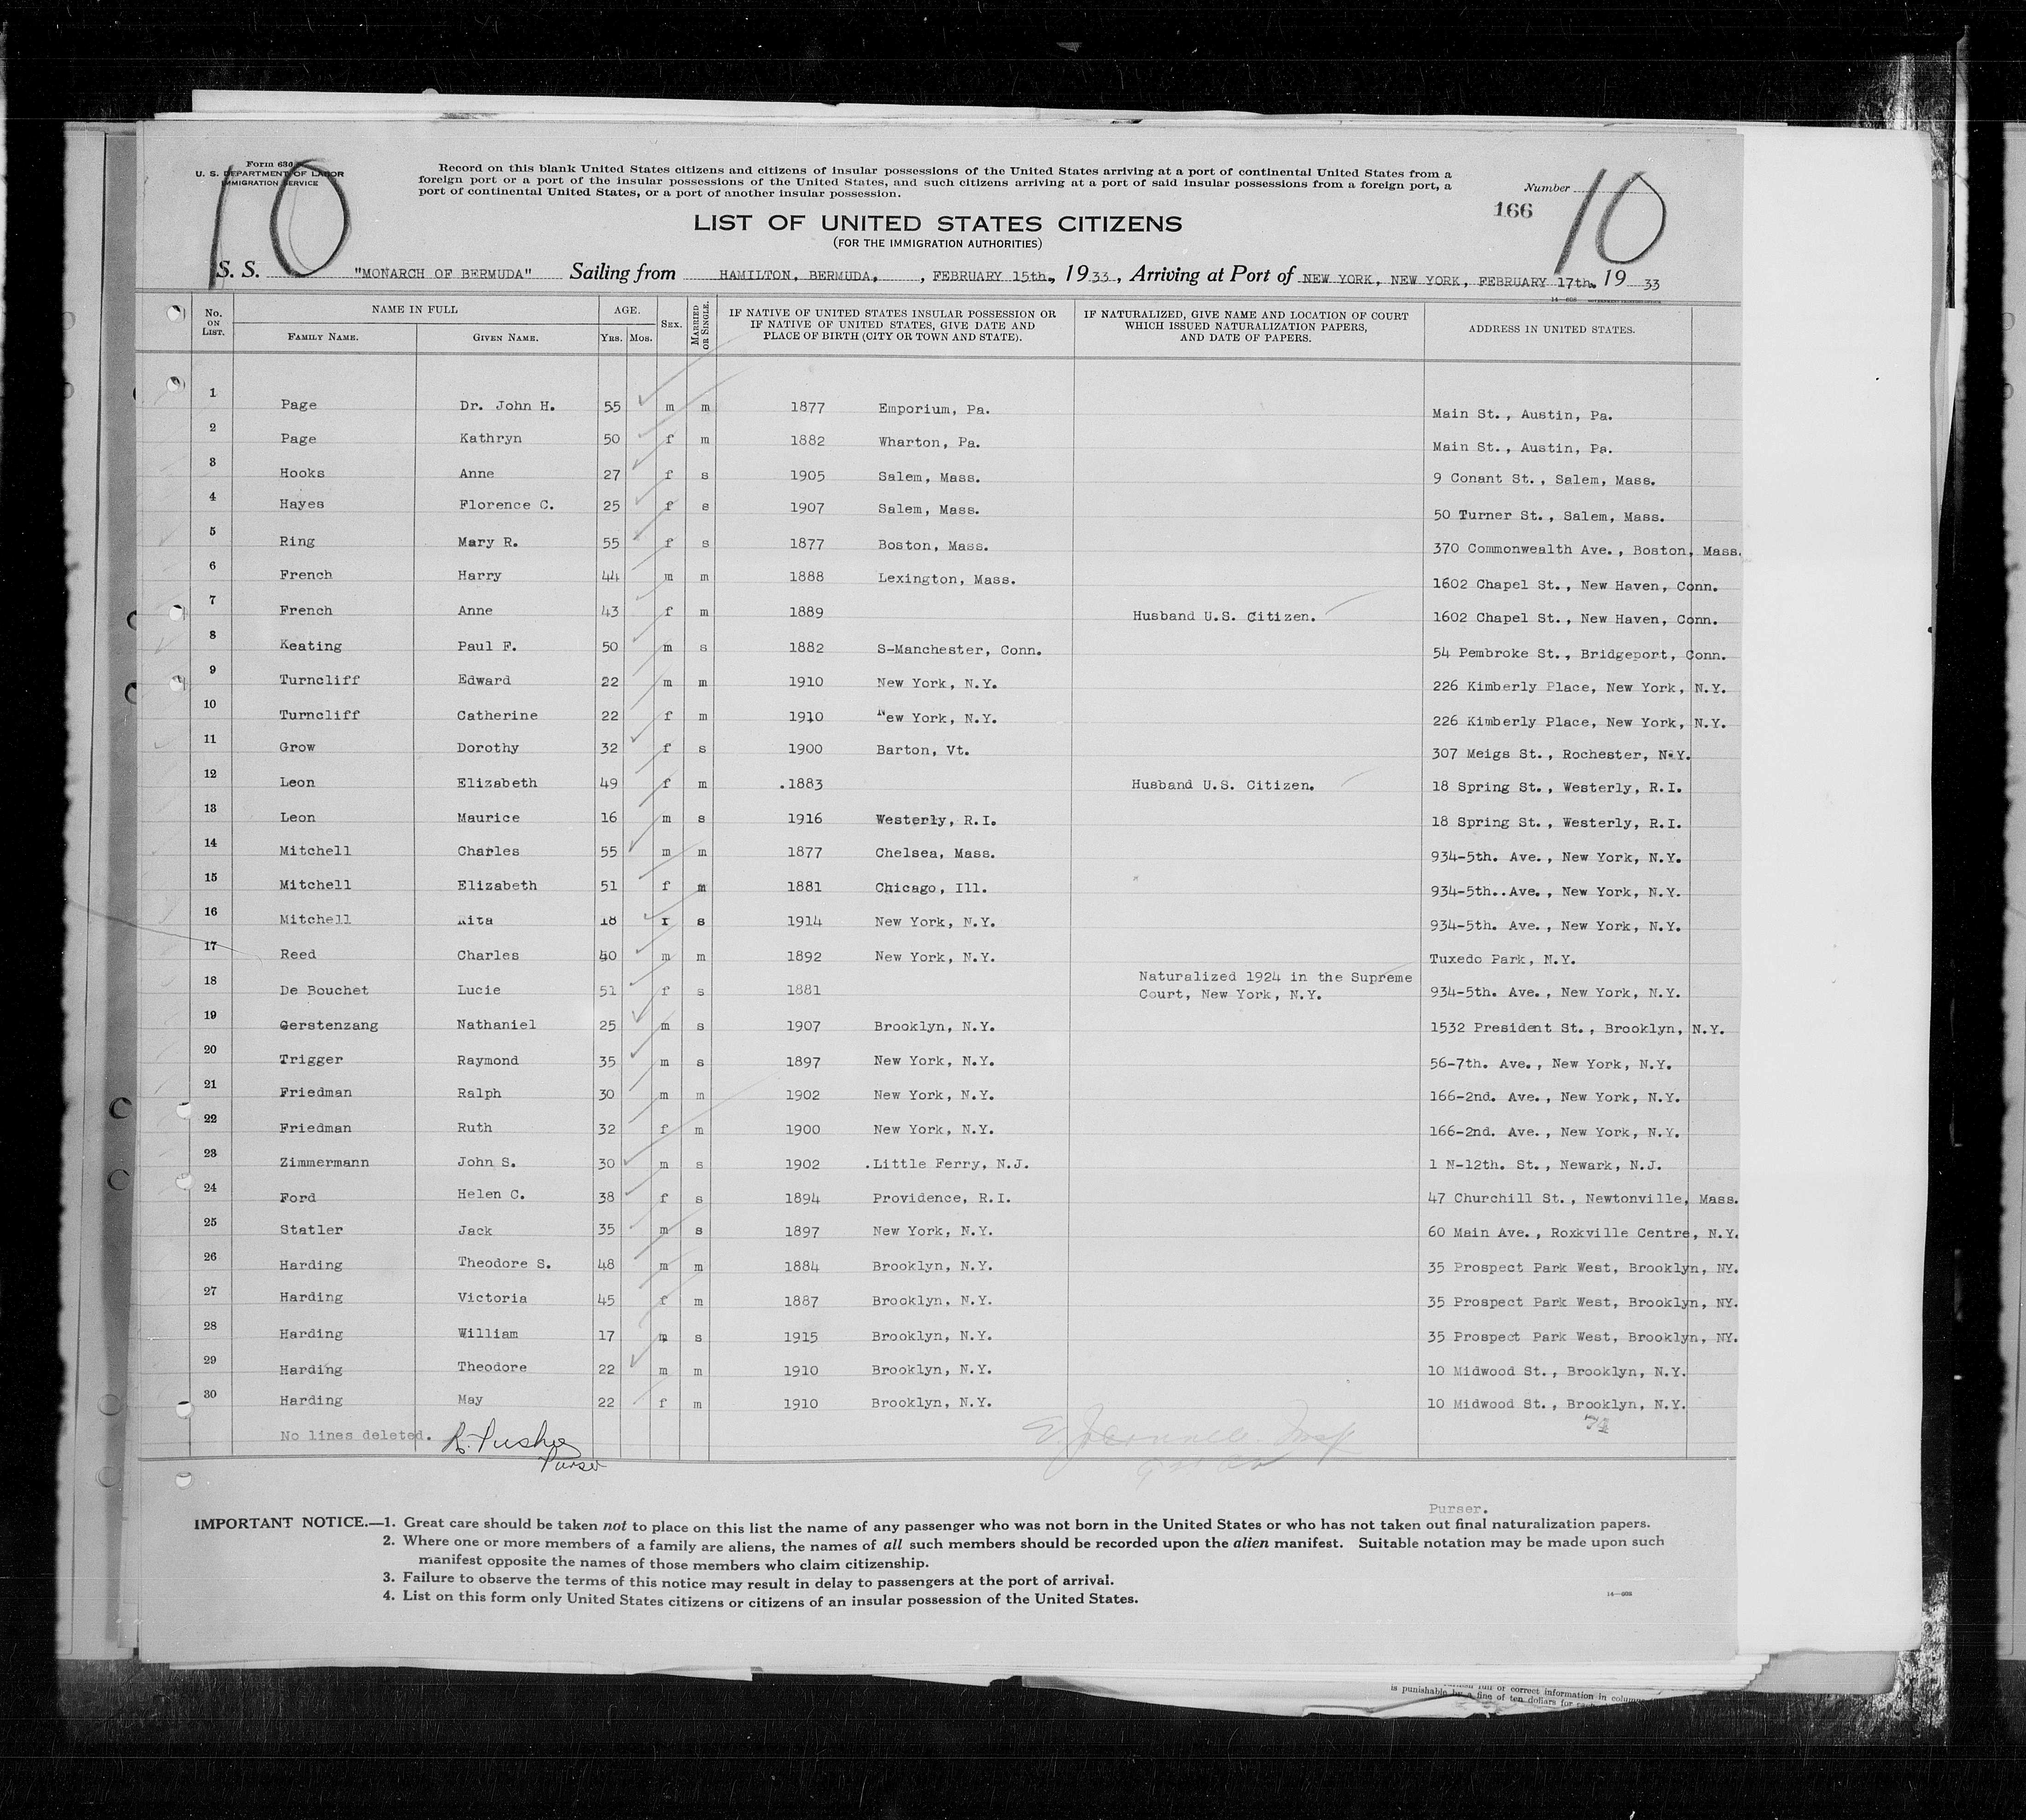 Form 630
U. S. DEPARTMENT OF LABOR
IMMIGRATION SERVICE
10
Record on this blank United States citizens and citizens of insular possessions of the United States arriving at a port of continental United States from a
foreign port or a port of the insular possessions of the United States, and such citizens arriving at a port of said insular possessions from a foreign port, a
port of continental United States, or a port of another insular possession.
Number 10
166
LIST OF UNITED STATES CITIZENS
(FOR THE IMMIGRATION AUTHORITIES)
S. S. "MONARCH OF BERMUDA" Sailing from HAMILTON, BERMUDA, , FEBRUARY 15th., 1933, Arriving at Port of NEW YORK, NEW YORK, FEBRUARY 17th. 1933
14—608
No. ON LIST. NAME IN FULL FAMILY NAME. GIVEN NAME. AGE. YRS. MOS. SEX. MARRIED OR SINGLE. IF NATIVE OF UNITED STATES INSULAR POSSESSION OR IF NATIVE OF UNITED STATES, GIVE DATE AND PLACE OF BIRTH (CITY OR TOWN AND STATE). IF NATURALIZED, GIVE NAME AND LOCATION OF COURT WHICH ISSUED NATURALIZATION PAPERS, AND DATE OF PAPERS. ADDRESS IN UNITED STATES.
1 Page Dr. John H. 55 m m 1877 Emporium, Pa. Main St., Austin, Pa.
2 Page Kathryn 50 f m 1882 Wharton, Pa. Main St., Austin, Pa.
3 Hooks Anne 27 f s 1905 Salem, Mass. 9 Conant St., Salem, Mass.
4 Hayes Florence C. 25 f s 1907 Salem, Mass. 50 Turner St., Salem, Mass.
5 Ring Mary R. 55 f s 1877 Boston, Mass. 370 Commonwealth Ave., Boston, Mass.
6 French Harry 44 m m 1888 Lexington, Mass. 1602 Chapel St., New Haven, Conn.
7 French Anne 43 f m 1889 Husband U.S. Citizen. 1602 Chapel St., New Haven, Conn.
8 Keating Paul F. 50 m s 1882 S-Manchester, Conn. 54 Pembroke St., Bridgeport, Conn.
9 Turncliff Edward 22 m m 1910 New York, N.Y. 226 Kimberly Place, New York, N.Y.
10 Turncliff Catherine 22 f m 1910 New York, N.Y. 226 Kimberly Place, New York, N.Y.
11 Grow Dorothy 32 f s 1900 Barton, Vt. 307 Meigs St., Rochester, N.Y.
12 Leon Elizabeth 49 f m .1883 Husband U.S. Citizen. 18 Spring St., Westerly, R.I.
13 Leon Maurice 16 m s 1916 Westerly, R.I. 18 Spring St., Westerly, R.I.
14 Mitchell Charles 55 m m 1877 Chelsea, Mass. 934-5th. Ave., New York, N.Y.
15 Mitchell Elizabeth 51 f m 1881 Chicago, Ill. 934-5th..Ave., New York, N.Y.
16 Mitchell Rita 18 f s 1914 New York, N.Y. 934-5th. Ave., New York, N.Y.
17 Reed Charles 40 m m 1892 New York, N.Y. Tuxedo Park, N.Y.
18 De Bouchet Lucie 51 f s 1881 Naturalized 1924 in the Supreme Court, New York, N.Y. 934-5th. Ave., New York, N.Y.
19 Gerstenzang Nathaniel 25 m s 1907 Brooklyn, N.Y. 1532 President St., Brooklyn, N.Y.
20 Trigger Raymond 35 m s 1897 New York, N.Y. 56-7th. Ave., New York, N.Y.
21 Friedman Ralph 30 m m 1902 New York, N.Y. 166-2nd. Ave., New York, N.Y.
22 Friedman Ruth 32 f m 1900 New York, N.Y. 166-2nd. Ave., New York, N.Y.
23 Zimmermann John S. 30 m s 1902 .Little Ferry, N.J. 1 N-12th. St., Newark, N.J.
24 Ford Helen C. 38 f s 1894 Providence, R.I. 47 Churchill St., Newtonville, Mass.
25 Statler Jack 35 m s 1897 New York, N.Y. 60 Main Ave., Roxkville Centre, N.Y.
26 Harding Theodore S. 48 m m 1884 Brooklyn, N.Y. 35 Prospect Park West, Brooklyn, NY.
27 Harding Victoria 45 f m 1887 Brooklyn, N.Y. 35 Prospect Park West, Brooklyn, NY.
28 Harding William 17 m s 1915 Brooklyn, N.Y. 35 Prospect Park West, Brooklyn, NY.
29 Harding Theodore 22 m m 1910 Brooklyn, N.Y. 10 Midwood St., Brooklyn, N.Y.
30 Harding May 22 f m 1910 Brooklyn, N.Y. 10 Midwood St., Brooklyn, N.Y.
No lines deleted.
Purser
Purser.
IMPORTANT NOTICE.—1. Great care should be taken not to place on this list the name of any passenger who was not born in the United States or who has not taken out final naturalization papers.
2. Where one or more members of a family are aliens, the names of all such members should be recorded upon the alien manifest. Suitable notation may be made upon such
manifest opposite the names of those members who claim citizenship.
3. Failure to observe the terms of this notice may result in delay to passengers at the port of arrival.
4. List on this form only United States citizens or citizens of an insular possession of the United States.
14—608
or correct information in
is punishable by a fine of ten dollars for